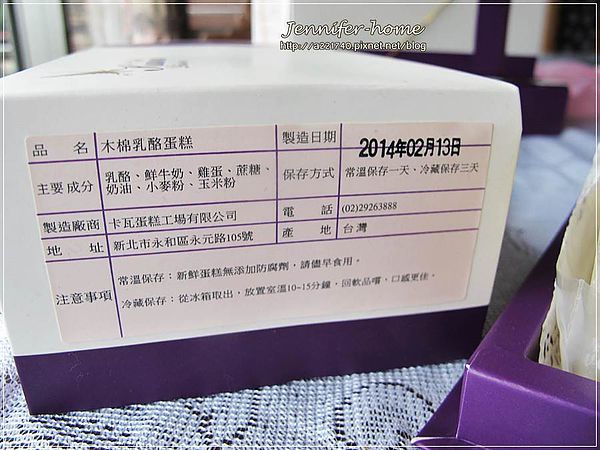 Jennifer-home
http://a221740.pixnet.net/blog
品 名 木棉乳酪蛋糕 製造日期 2014年02月13日
主要成分 乳酪、鮮牛奶、雞蛋、蔗糖、 保存方式 常溫保存一天、冷藏保存三天
奶油、小麥粉、玉米粉
製造廠商 卡瓦蛋糕工場有限公司 電 話 (02)29263888
地 址 新北市永和區永元路105號 產 地 台灣
注意事項 常溫保存：新鮮蛋糕無添加防腐劑，請儘早食用。
冷藏保存：從冰箱取出，放置室溫10~15分鐘，回軟品嚐，口感更佳。